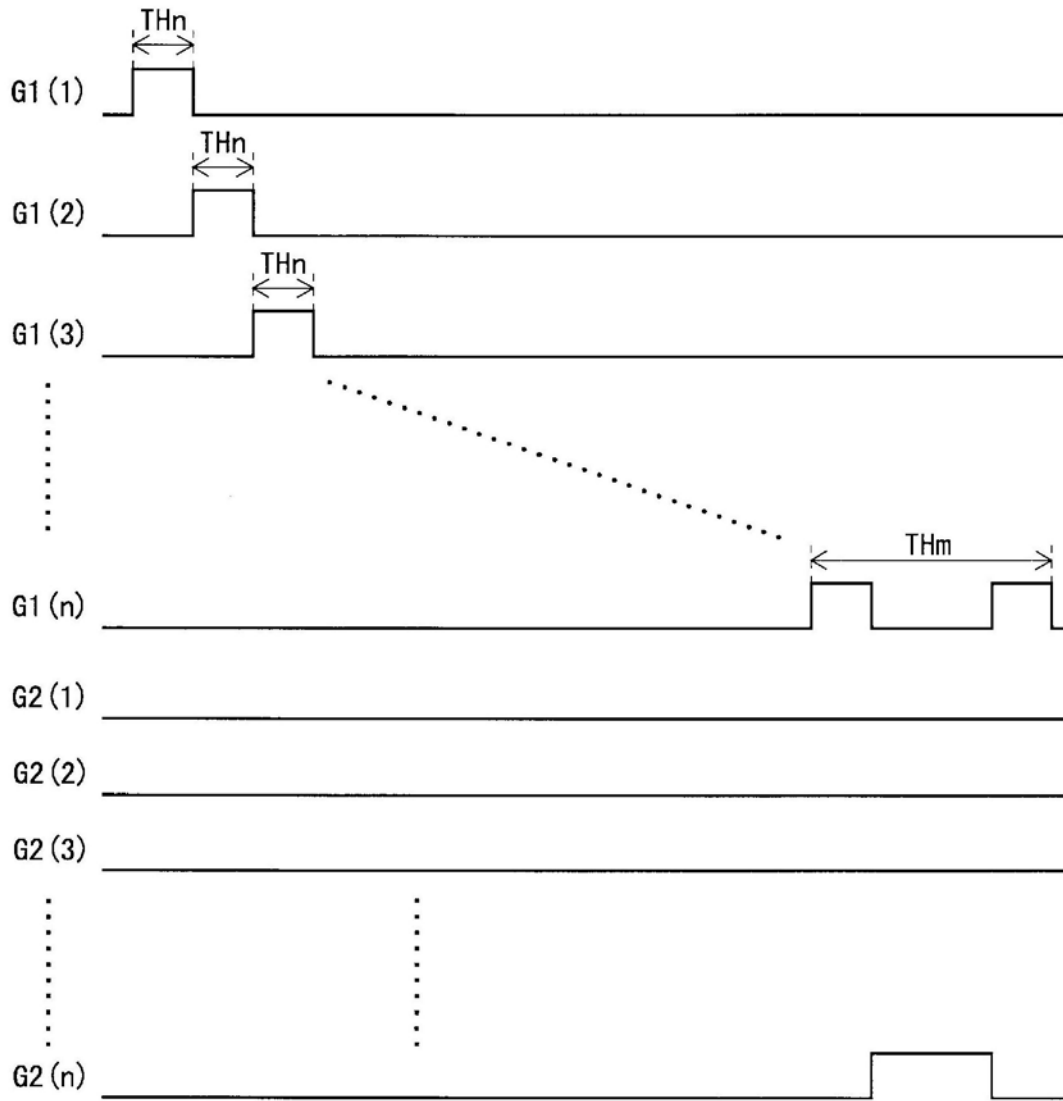 THn
G1(1)
THn
G1(2)
THn
G1(3)
THm
G1(n)
G2(1)
G2(2)
G2(3)
G2(n)